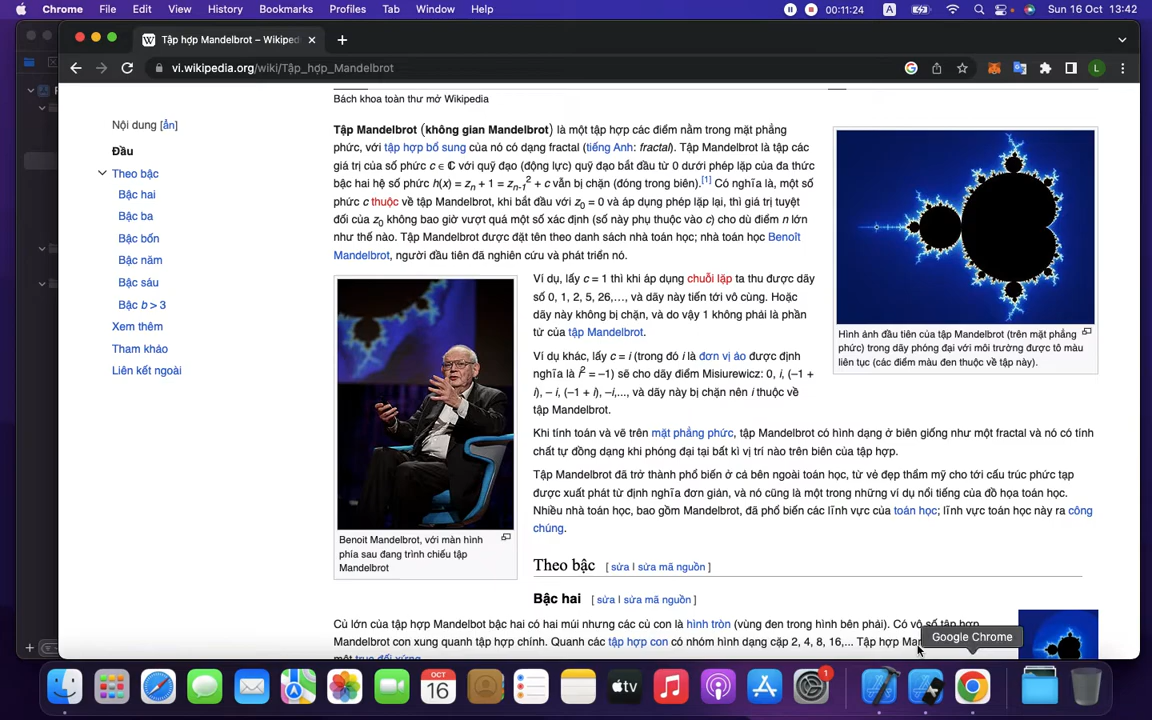 Chrome File Edit View History Bookmarks Profiles Tab Window Help 00:11:24 A Sun 16 Oct 13:42
Tập hợp Mandelbrot – Wikiped
vi.wikipedia.org/wiki/Tập_hợp_Mandelbrot
L
Bách khoa toàn thư mở Wikipedia
Nội dung [ẩn]
Đầu
Theo bậc
Bậc hai
Bậc ba
Bậc bốn
Bậc năm
Bậc sáu
Bậc b > 3
Xem thêm
Tham khảo
Liên kết ngoài
Tập Mandelbrot (không gian Mandelbrot) là một tập hợp các điểm nằm trong mặt phẳng
phức, với tập hợp bổ sung của nó có dạng fractal (tiếng Anh: fractal). Tập Mandelbrot là tập các
giá trị của số phức c ∈ ℂ với quỹ đạo (động lực) quỹ đạo bắt đầu từ 0 dưới phép lặp của đa thức
bậc hai hệ số phức h(x) = zn + 1 = zn-1² + c vẫn bị chặn (đóng trong biên).[1] Có nghĩa là, một số
phức c thuộc về tập Mandelbrot, khi bắt đầu với z0 = 0 và áp dụng phép lặp lại, thì giá trị tuyệt
đối của z0 không bao giờ vượt quá một số xác định (số này phụ thuộc vào c) cho dù điểm n lớn
như thế nào. Tập Mandelbrot được đặt tên theo danh sách nhà toán học; nhà toán học Benoît
Mandelbrot, người đầu tiên đã nghiên cứu và phát triển nó.
Ví dụ, lấy c = 1 thì khi áp dụng chuỗi lặp ta thu được dãy
số 0, 1, 2, 5, 26,…, và dãy này tiến tới vô cùng. Hoặc
dãy này không bị chặn, và do vậy 1 không phải là phần
tử của tập Mandelbrot.
Ví dụ khác, lấy c = i (trong đó i là đơn vị ảo được định
nghĩa là i² = −1) sẽ cho dãy điểm Misiurewicz: 0, i, (−1 +
i), − i, (−1 + i), −i,..., và dãy này bị chặn nên i thuộc về
tập Mandelbrot.
Hình ảnh đầu tiên của tập Mandelbrot (trên mặt phẳng
phức) trong dãy phóng đại với môi trường được tô màu
liên tục (các điểm màu đen thuộc về tập này).
Khi tính toán và vẽ trên mặt phẳng phức, tập Mandelbrot có hình dạng ở biên giống như một fractal và nó có tính
chất tự đồng dạng khi phóng đại tại bất kì vị trí nào trên biên của tập hợp.
Tập Mandelbrot đã trở thành phổ biến ở cả bên ngoài toán học, từ vẻ đẹp thẩm mỹ cho tới cấu trúc phức tạp
được xuất phát từ định nghĩa đơn giản, và nó cũng là một trong những ví dụ nổi tiếng của đồ họa toán học.
Nhiều nhà toán học, bao gồm Mandelbrot, đã phổ biến các lĩnh vực của toán học; lĩnh vực toán học này ra công
chúng.
Benoit Mandelbrot, với màn hình
phía sau đang trình chiếu tập
Mandelbrot
Theo bậc [ sửa | sửa mã nguồn ]
Bậc hai [ sửa | sửa mã nguồn ]
Củ lớn của tập hợp Mandelbot bậc hai có hai múi nhưng các củ con là hình tròn (vùng đen trong hình bên phải). Có vô số tập hợp
Mandelbrot con xung quanh tập hợp chính. Quanh các tập hợp con có nhóm hình dạng cặp 2, 4, 8, 16,... Tập hợp
một trục đối xứng
Google Chrome
OCT
16
tv
1